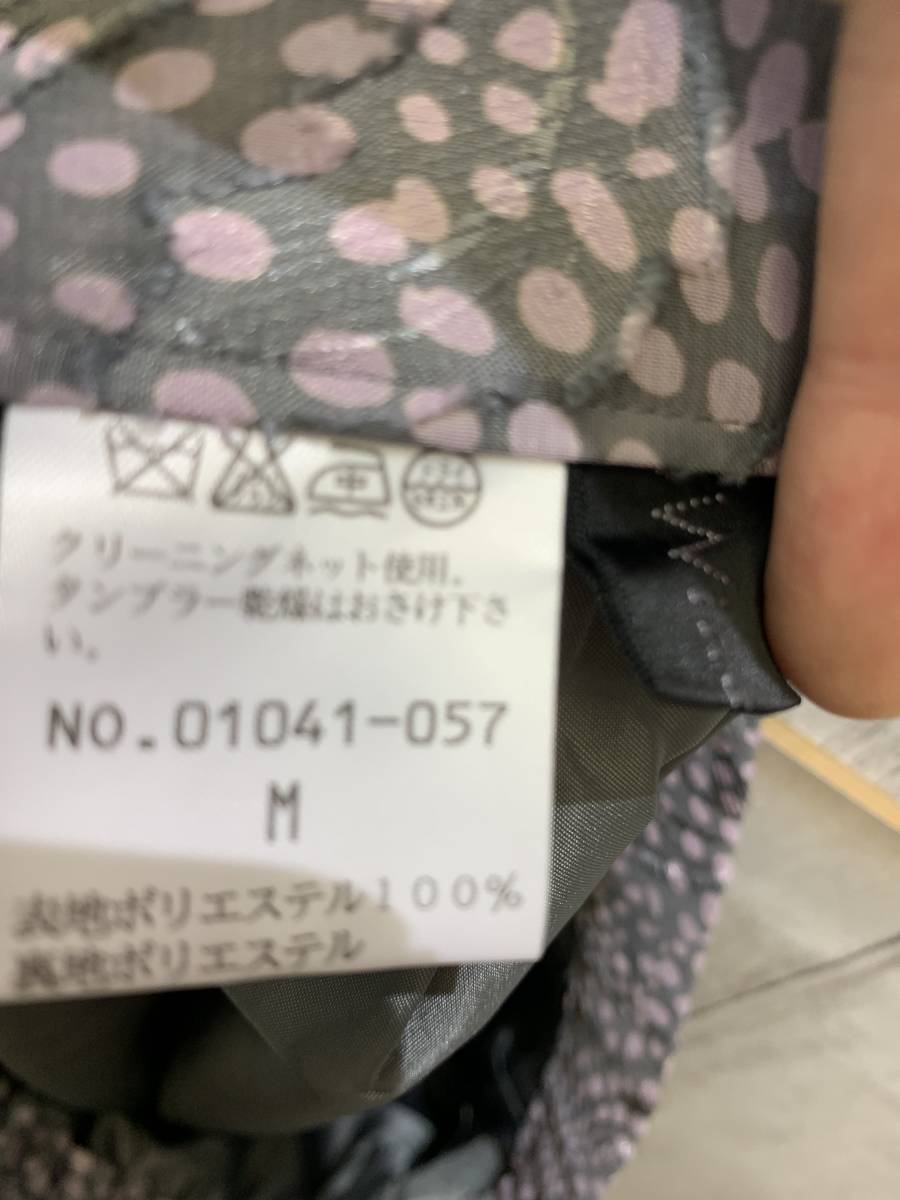 中
クリーニングネット使用.
タンブラー乾燥はおさけ下さ
い.
NO.01041-057
M
表地ポリエステル100%
裏地ポリエステル